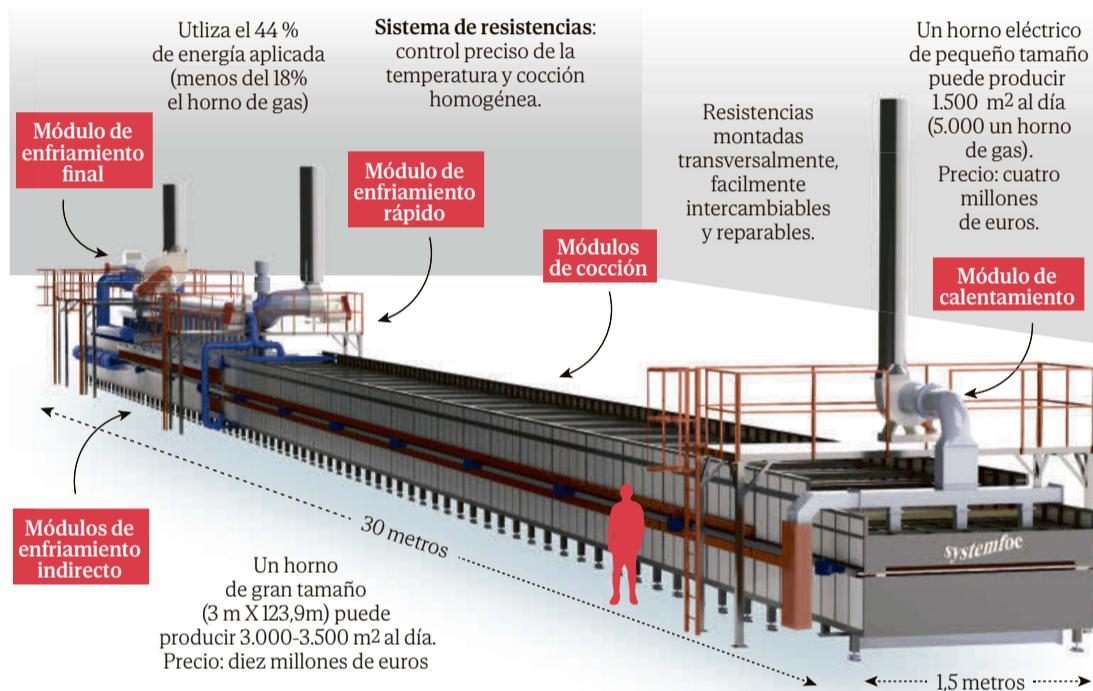 Utliza el 44 %
de energía aplicada
(menos del 18%
el horno de gas)
Sistema de resistencias:
control preciso de la
temperatura y cocción
homogénea.
Un horno eléctrico
de pequeño tamaño
puede producir
1.500 m2 al día
(5.000 un horno
de gas).
Precio: cuatro
millones
de euros.
Resistencias
montadas
transversalmente,
facilmente
intercambiables
y reparables.
Módulo de
enfriamiento
final
Módulo de
enfriamiento
rápido
Módulos
de cocción
Módulo de
calentamiento
Módulos de
enfriamiento
indirecto
30 metros
systemfoc
Un horno
de gran tamaño
(3 m X 123,9m) puede
producir 3.000-3.500 m2 al día.
Precio: diez millones de euros
1,5 metros